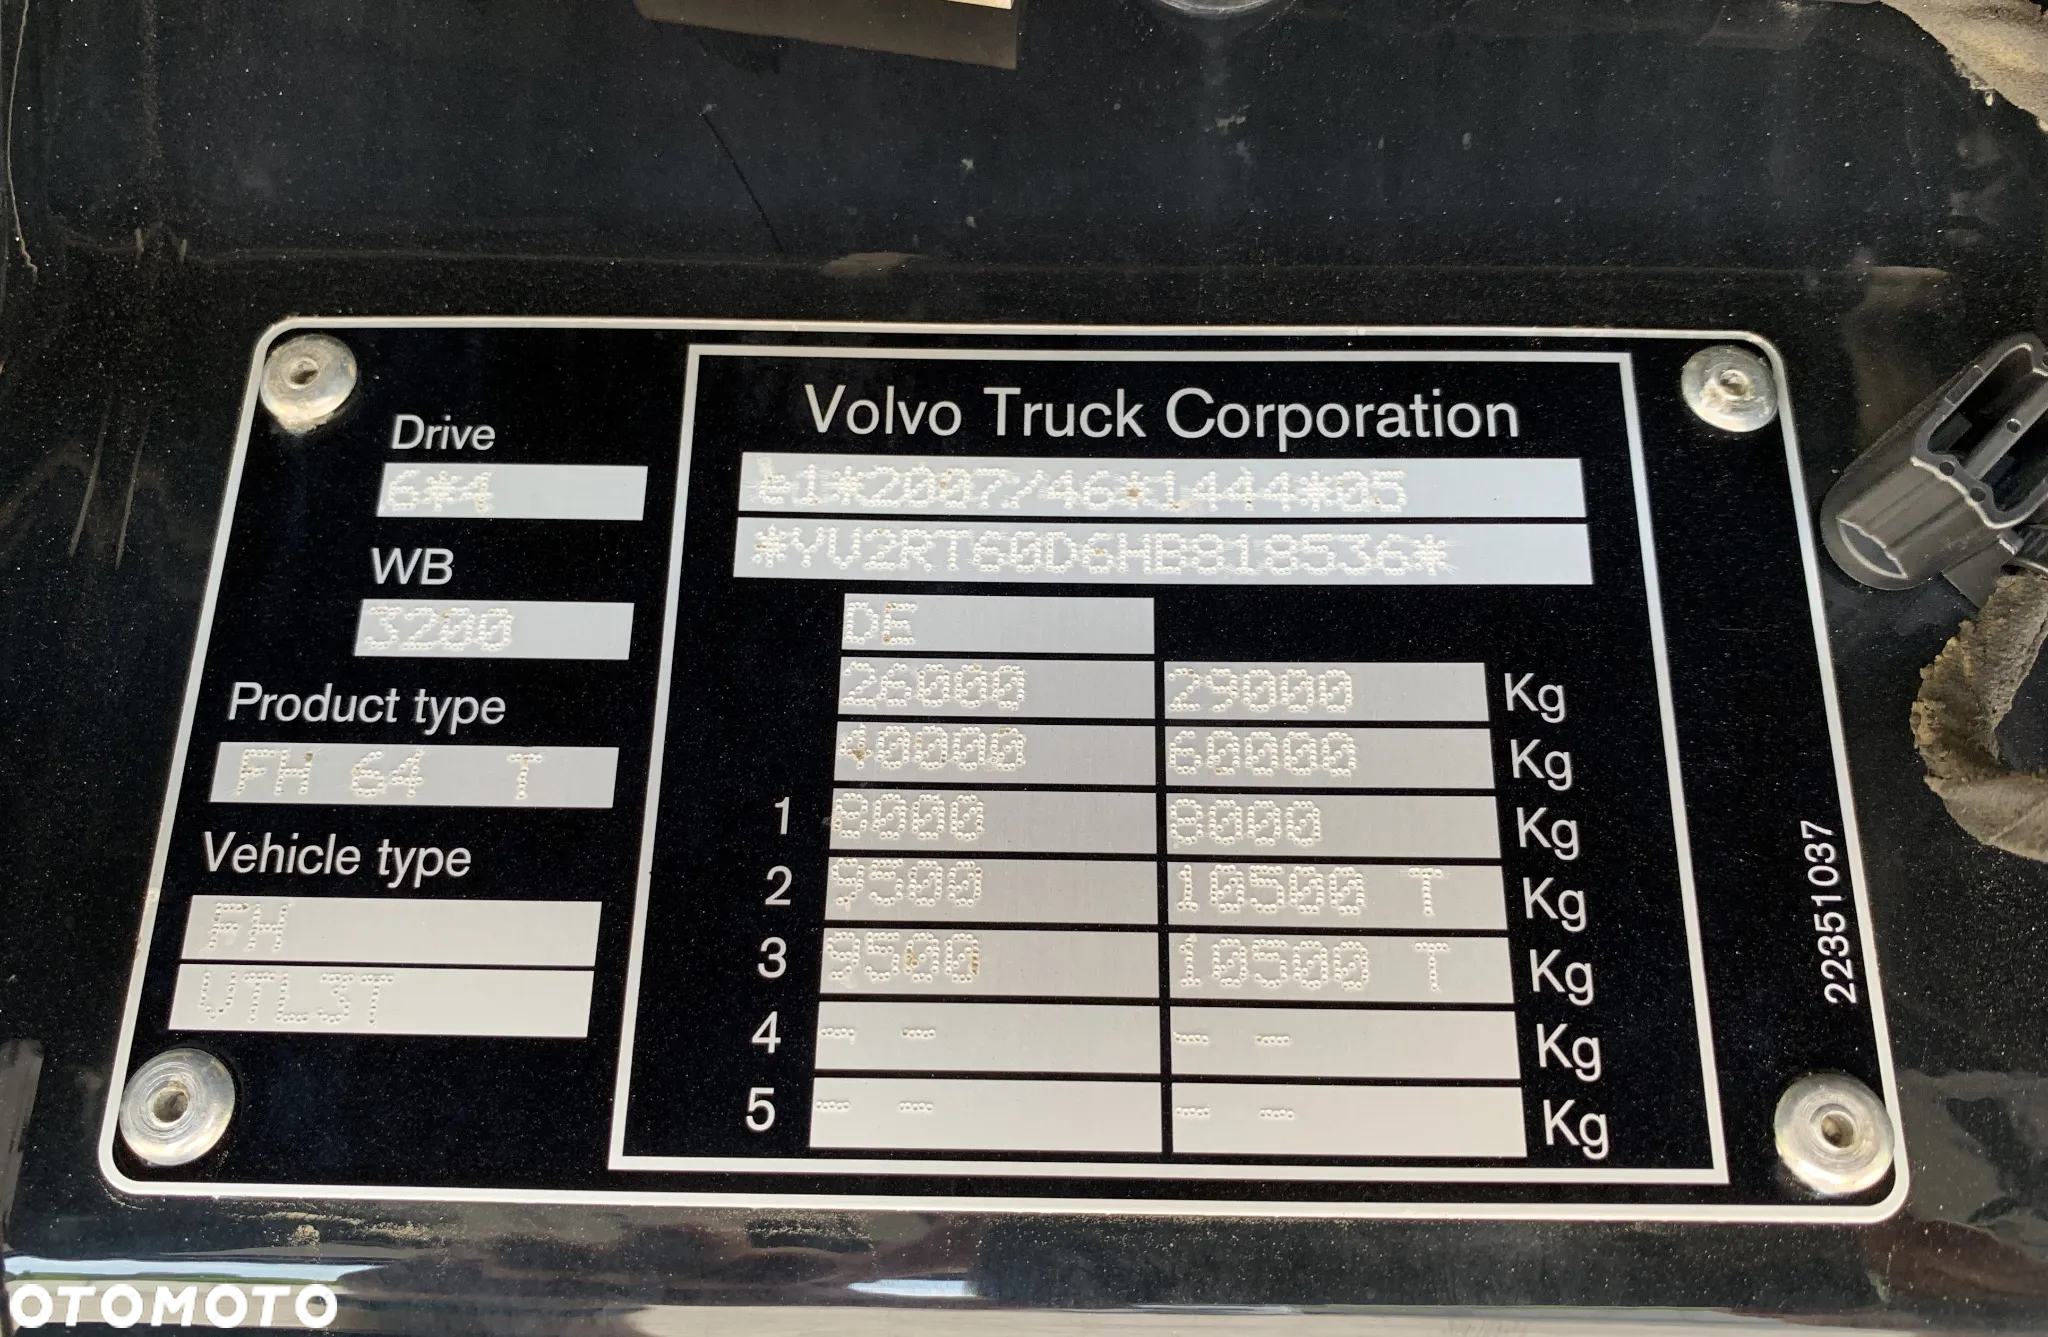 Drive
6*4
WB
3200
Product type
FH 64 T
Vehicle type
FH
VTL3T
Volvo Truck Corporation
e1*2007/46*1444*05
*YV2RT60D6HB818536*
DE
26000 29000 Kg
40000 60000 Kg
1 8000 8000 Kg
2 9500 10500 T Kg
3 9500 10500 T Kg
4 -- -- -- -- Kg
5 -- -- -- -- Kg
22351037
OTOMOTO